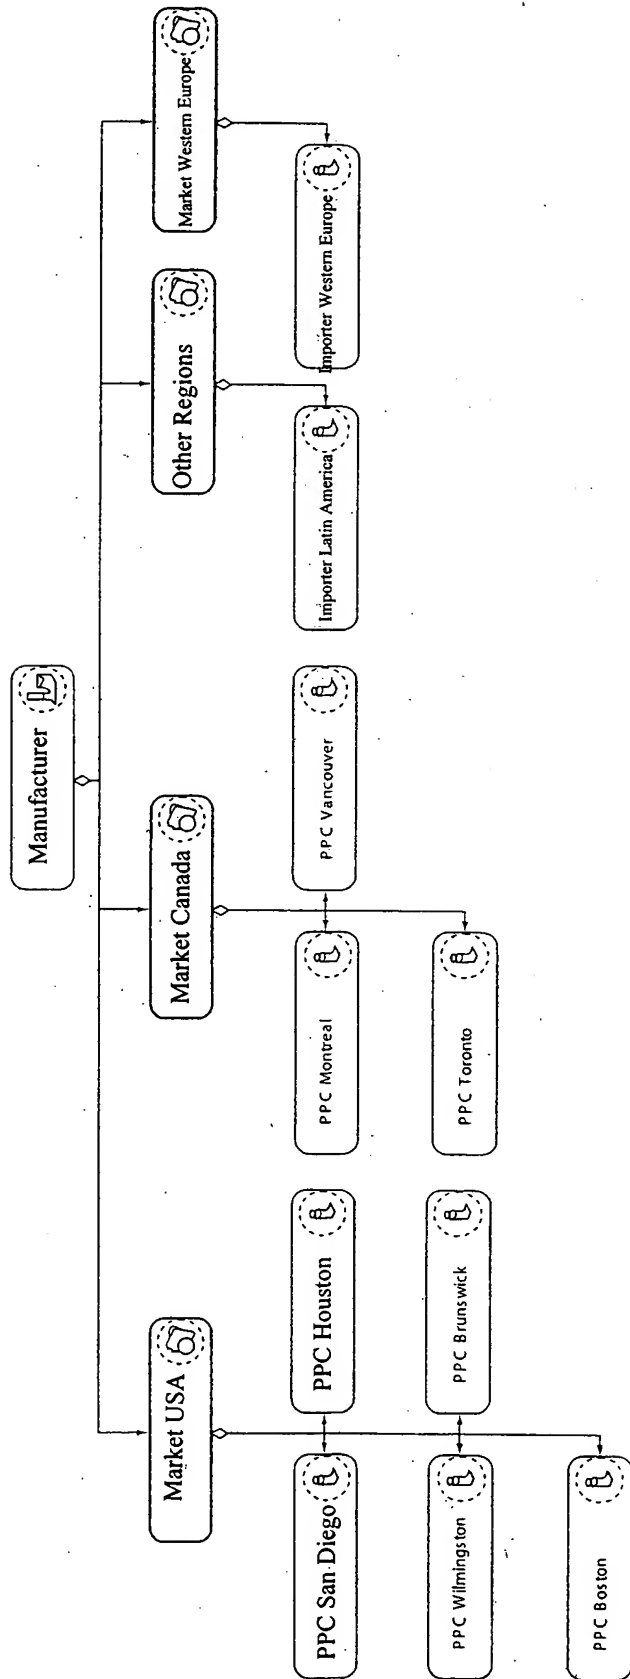 Manufacturer
Market USA
Market Canada
Other Regions
Market Western Europe
PPC San Diego
PPC Houston
PPC Montreal
PPC Vancouver
Importer Latin America
Importer Western Europe
PPC Wilmington
PPC Brunswick
PPC Toronto
PPC Boston